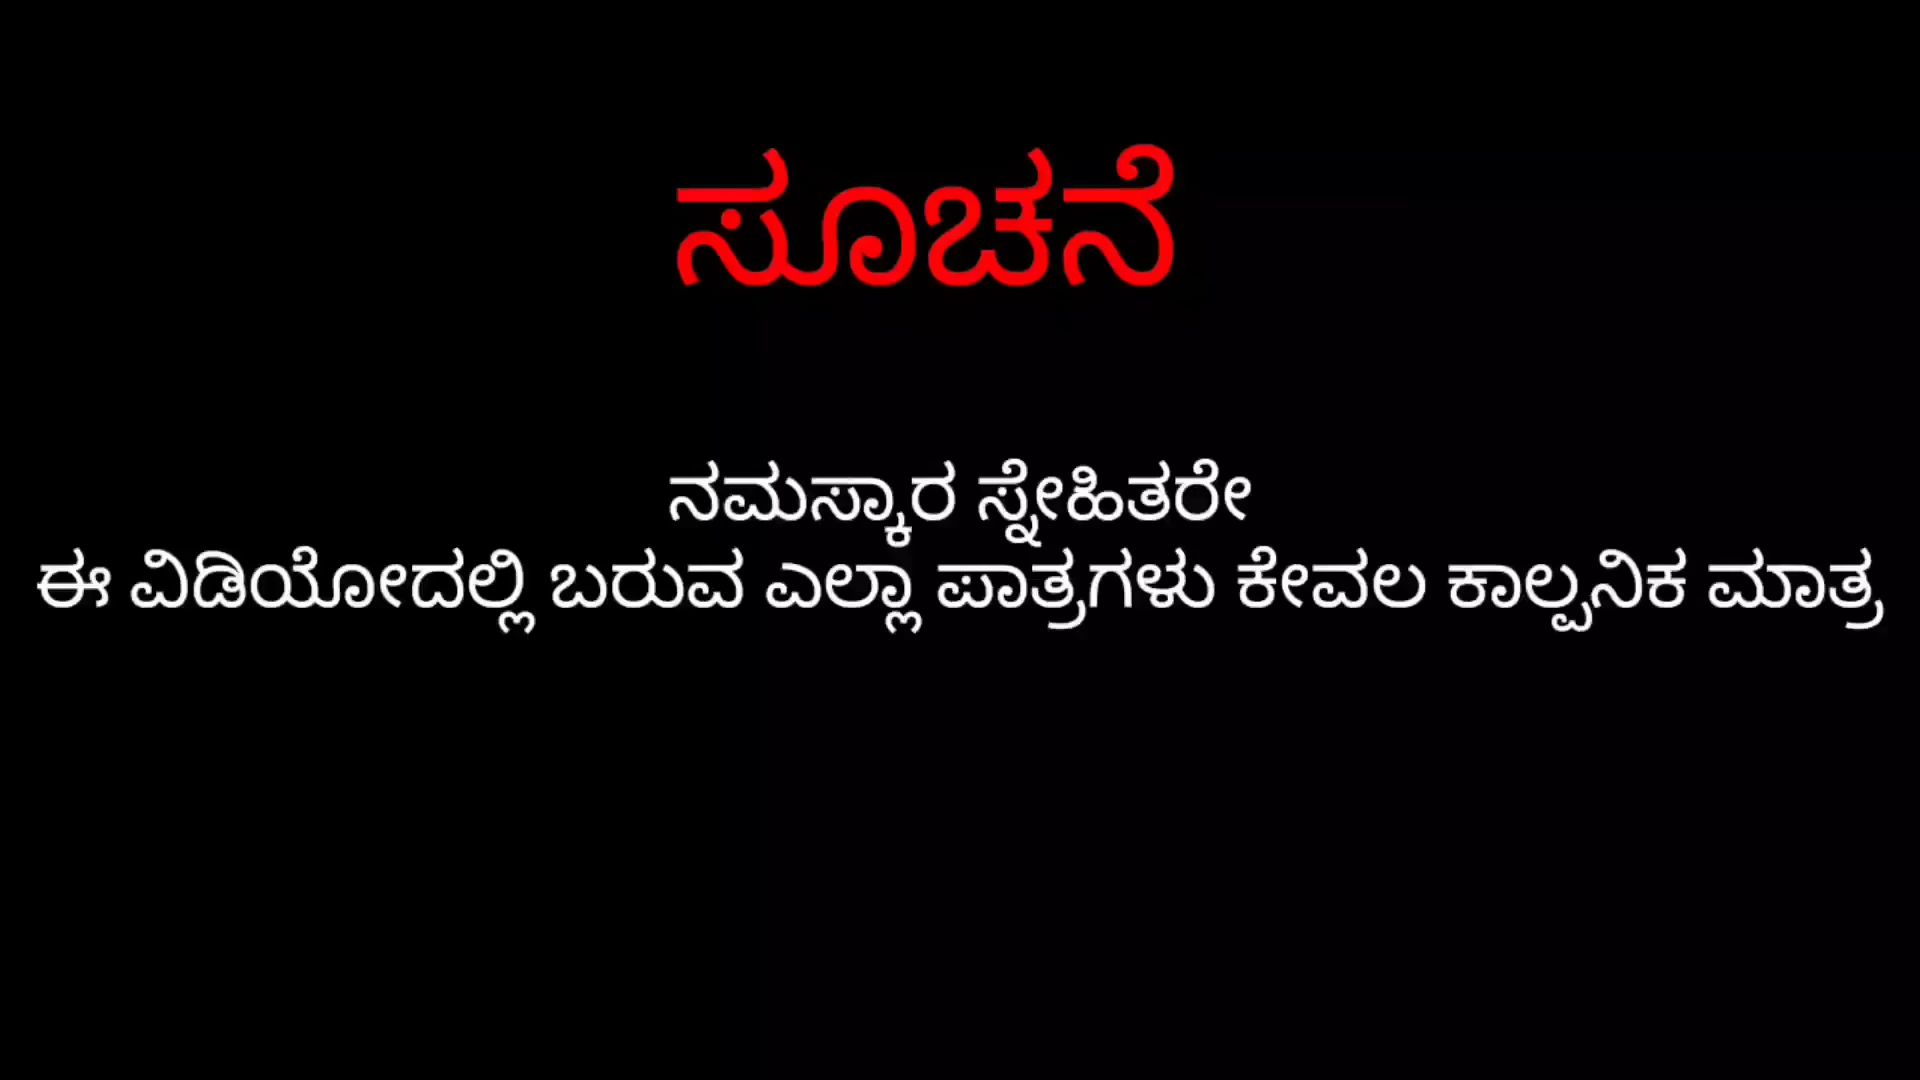 ಸೂಚನೆ
ನಮಸ್ಕಾರ ಸ್ನೇಹಿತರೇ
ಈ ವಿಡಿಯೋದಲ್ಲಿ ಬರುವ ಎಲ್ಲಾ ಪಾತ್ರಗಳು ಕೇವಲ ಕಾಲ್ಪನಿಕ ಮಾತ್ರ